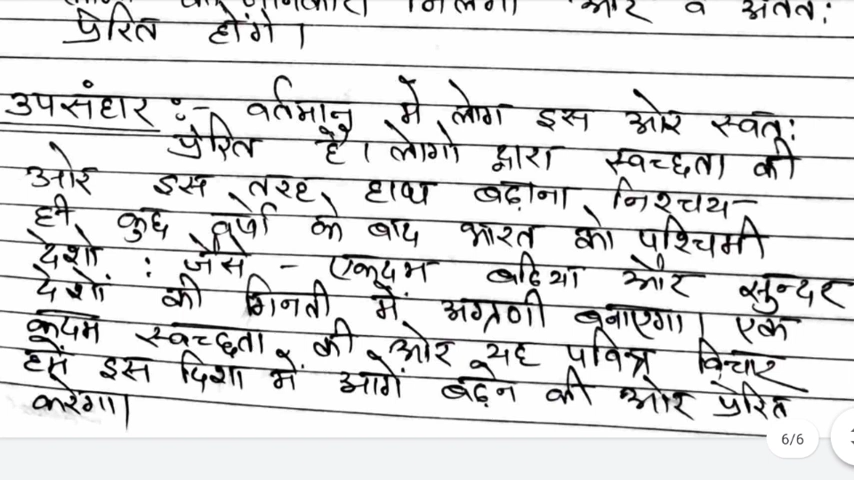 और व अंततः
प्रेरित होंगे।
उपसंहार :- वर्तमान में लोग इस ओर स्वतः
प्रेरित है। लोगो द्वारा स्वच्छता की
ओर इस तरह हाथ बढ़ाना निश्चय-
ही कुछ वर्षो के बाद भारत को पश्चिमी
देशो : जैसे - एकदम बढिया और सुन्दर
देशों की गिनती में अग्रणी बनाएगा। एक
कदम स्वच्छता की ओर यह पवित्र विचार
हमें इस दिशा में आगें बढ़ने की ओर प्रेरित
करेगा।
6/6